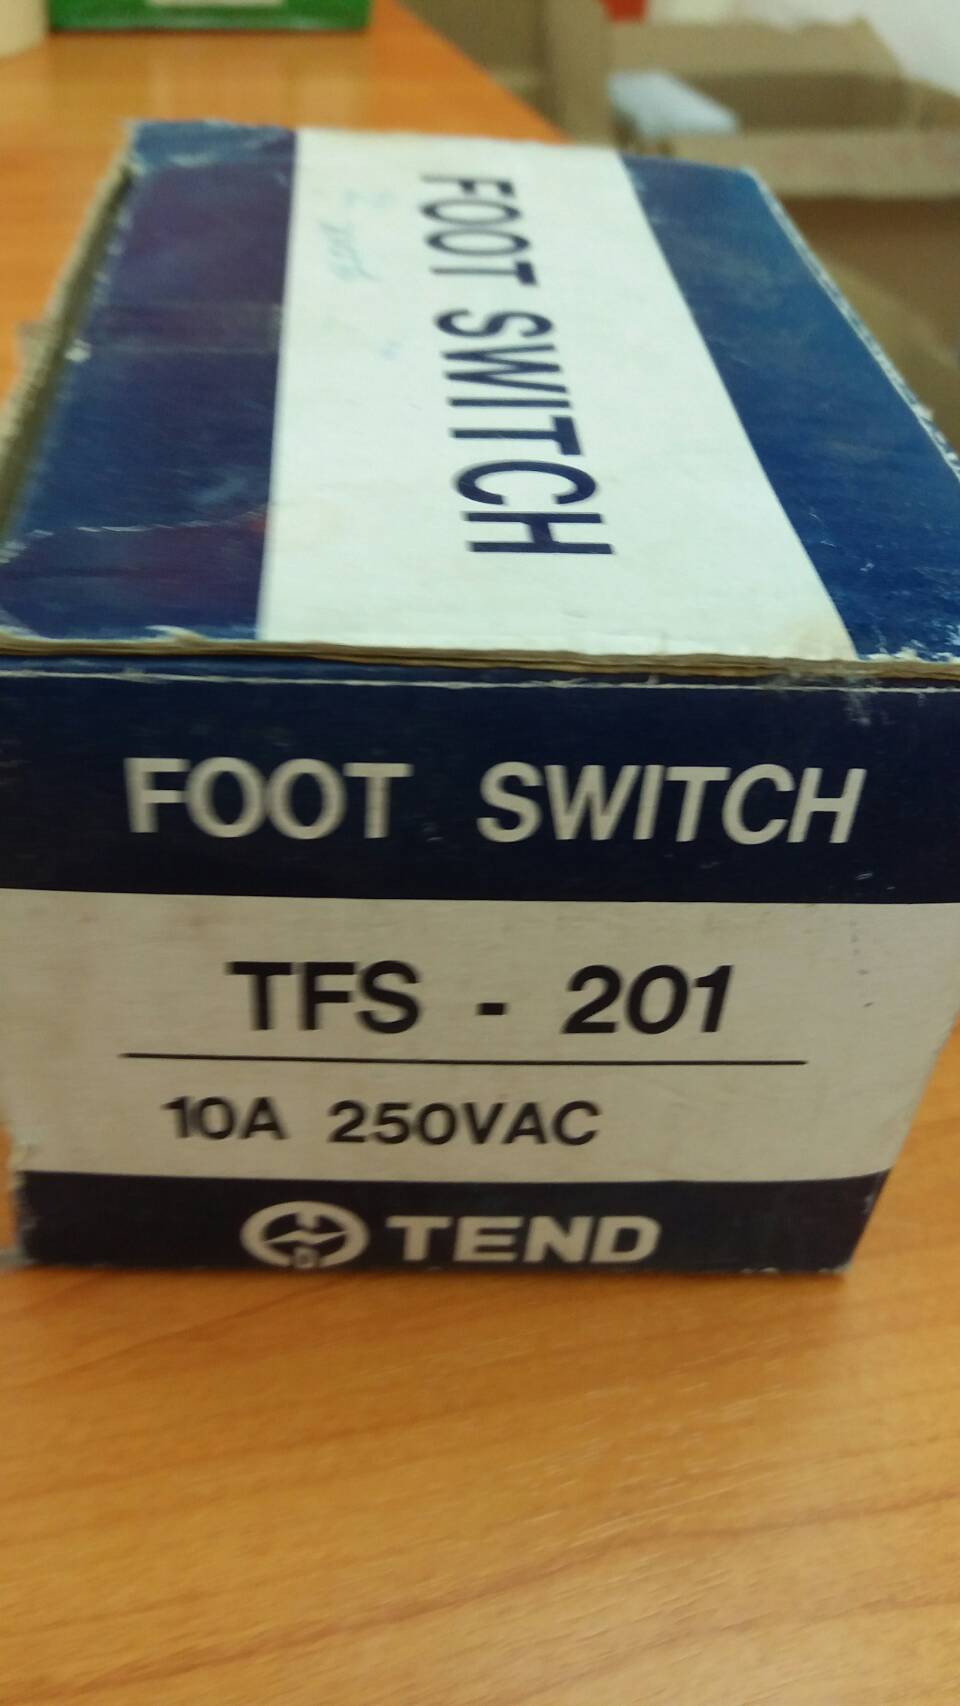 FOOT SWITCH
FOOT SWITCH
TFS - 201
10A 250VAC
TEND